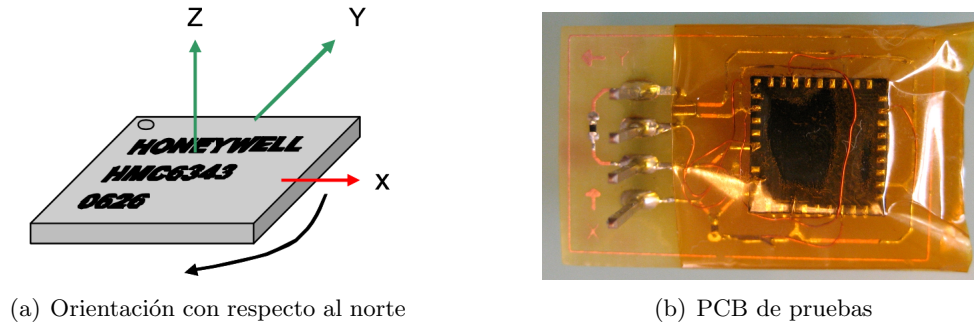 Z
Y
HONEYWELL
HMC6343
0626
X
(a) Orientación con respecto al norte
(b) PCB de pruebas